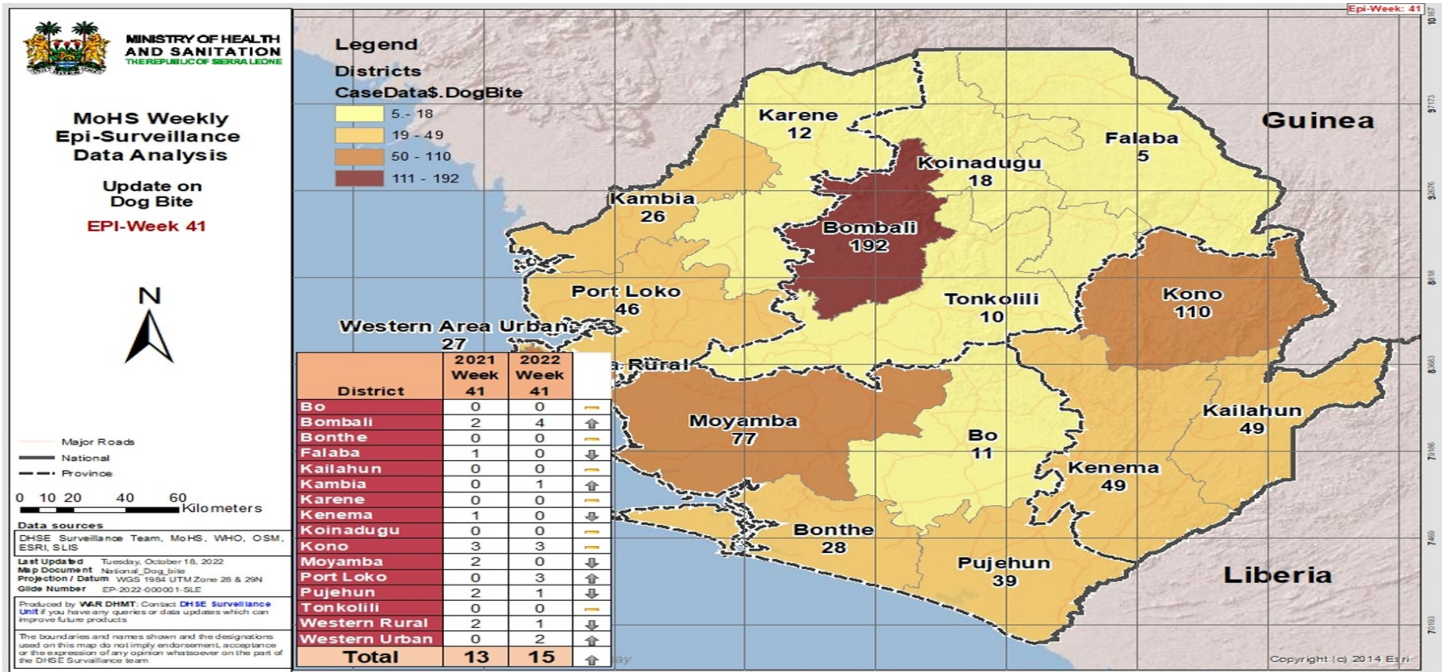 MINISTRY OF HEALTH
AND SANITATION
THE REPUBLIC OF SIERRA LEONE
MoHS Weekly
Epi-Surveillance
Data Analysis
Update on
Dog Bite
EPI-Week 41
N
Major Roads
National
Province
0 10 20 40 60
Kilometers
Data sources
DHSE Surveillance Team, MoHS, WHO, OSM,
ESRI, SLIS
Last Updated Tuesday, October 18, 2022
Map Document National_Dog_bite
Projection / Datum WGS 1984 UTM Zone 28 & 29N
Glide Number EP-2022-000001-SLE
Produced by WAR DHMT: Contact DHSE Surveillance
Unit if you have any queries or data updates which can
improve future products
The boundaries and names shown and the designations
used on this map do not imply endorsement, acceptance
or the expression of any opinion whatsoever on the part of
the DHSE Survaillance team
Epi-Week: 41
Legend
Districts
CaseData$.DogBite
5.- 18
19 - 49
50 - 110
111 - 192
Guinea
Karene
12
Falaba
5
Koinadugu
18
Kambia
26
Bombali
192
Port Loko
46
Tonkolili
10
Kono
110
Western Area Urban
27
a Rural
Moyamba
77
Bo
11
Kailahun
49
Kenema
49
Bonthe
28
Pujehun
39
Liberia
District 2021 Week 41 2022 Week 41
Bo 0 0
Bombali 2 4
Bonthe 0 0
Falaba 1 0
Kailahun 0 0
Kambia 0 1
Karene 0 0
Kenema 1 0
Koinadugu 0 0
Kono 3 3
Moyamba 2 0
Port Loko 0 3
Pujehun 2 1
Tonkolili 0 0
Western Rural 2 1
Western Urban 0 2
Total 13 15
Copyright:(c) 2014 Esri